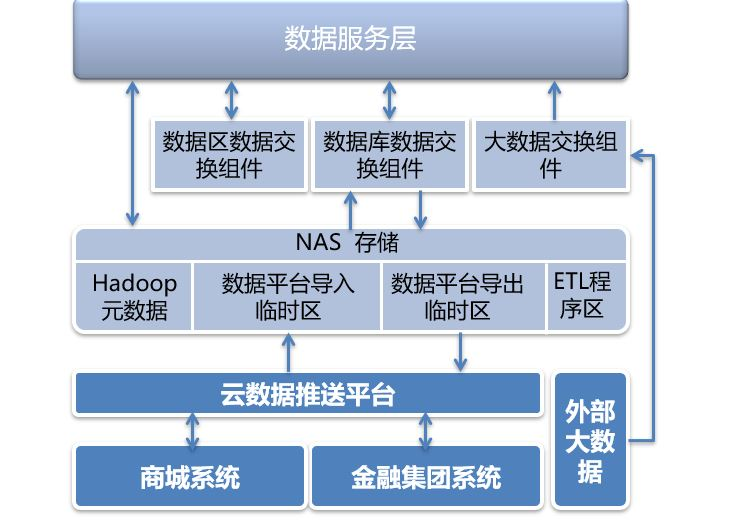 数据服务层
数据区数据交
换组件
数据库数据交
换组件
大数据交换组
件
NAS 存储
Hadoop
元数据
数据平台导入
临时区
数据平台导出
临时区
ETL程
序区
云数据推送平台
外部
大数
据
商城系统
金融集团系统